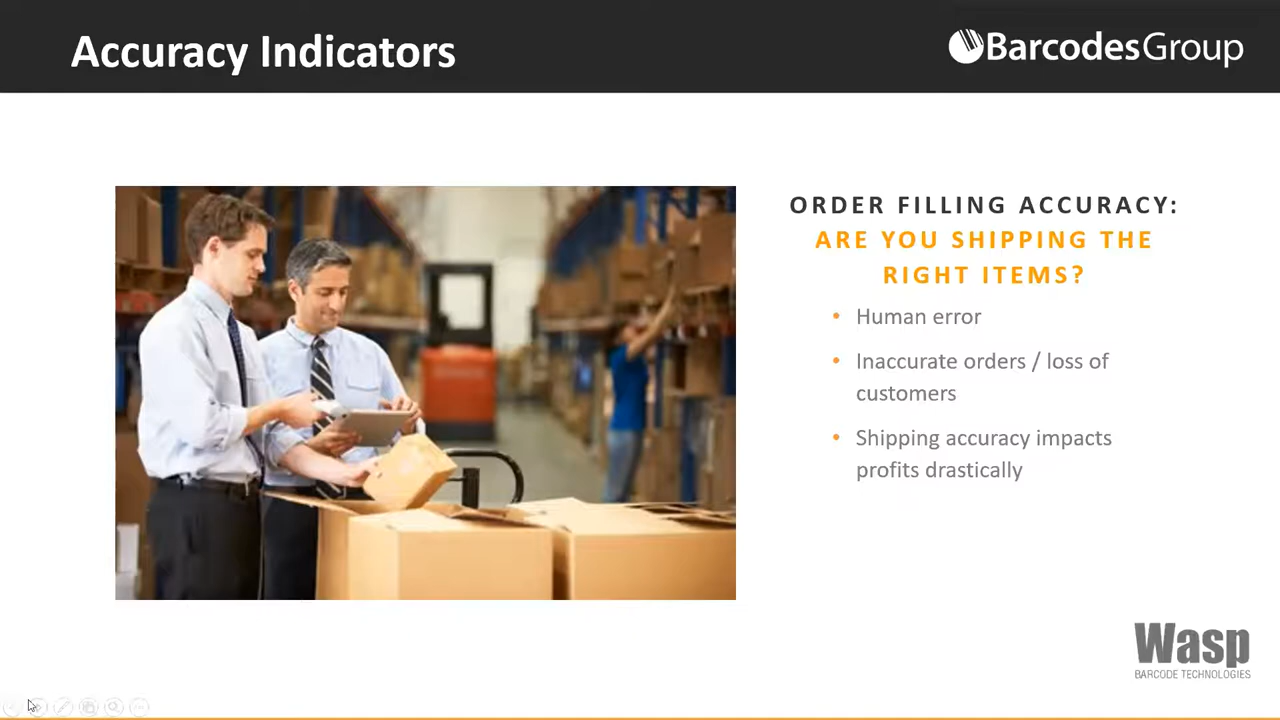 Accuracy Indicators
BarcodesGroup
ORDER FILLING ACCURACY:
ARE YOU SHIPPING THE
RIGHT ITEMS?
• Human error
• Inaccurate orders / loss of
customers
• Shipping accuracy impacts
profits drastically
Wasp
BARCODE TECHNOLOGIES